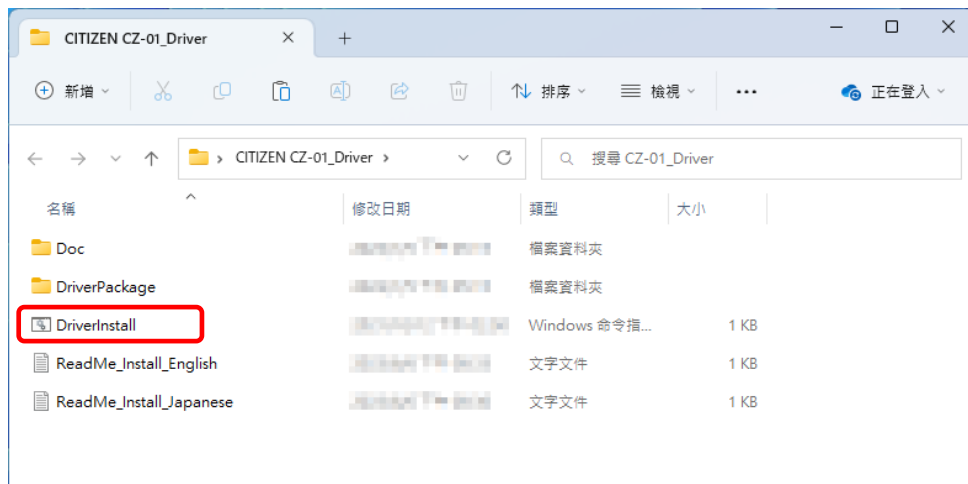 CITIZEN CZ-01_Driver
新增
排序
檢視
正在登入
CITIZEN CZ-01_Driver
搜尋 CZ-01_Driver
名稱 修改日期 類型 大小
Doc 檔案資料夾
DriverPackage 檔案資料夾
DriverInstall Windows 命令指... 1 KB
ReadMe_Install_English 文字文件 1 KB
ReadMe_Install_Japanese 文字文件 1 KB